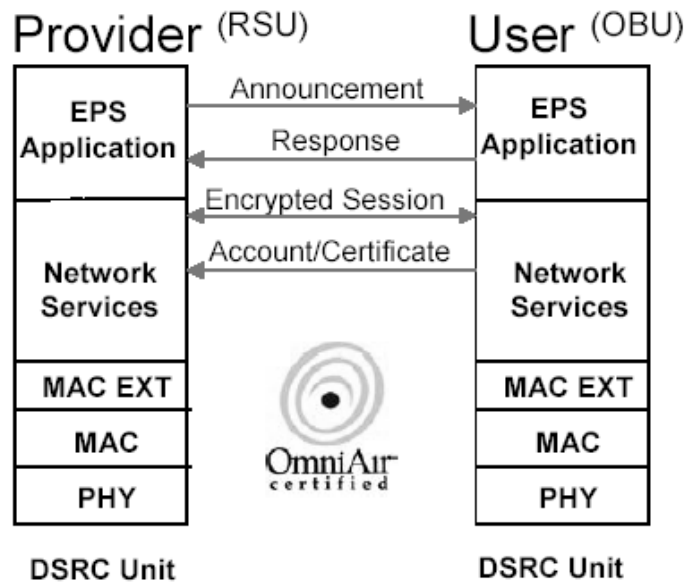 Provider (RSU)
User (OBU)
EPS
Application
Network
Services
MAC EXT
MAC
PHY
DSRC Unit
Announcement
Response
Encrypted Session
Account/Certificate
OmniAir
certified
EPS
Application
Network
Services
MAC EXT
MAC
PHY
DSRC Unit